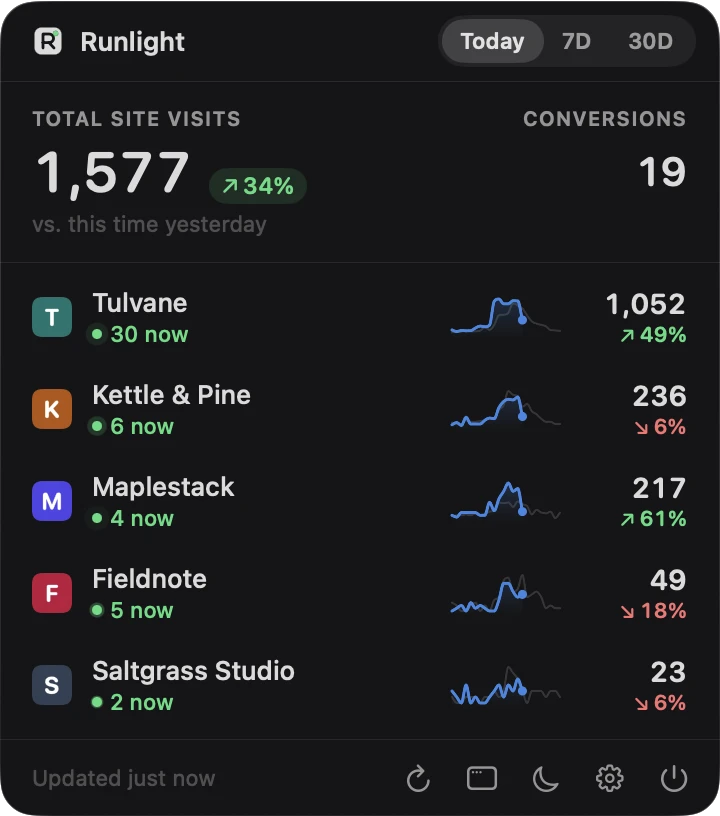 R Runlight Today 7D 30D
TOTAL SITE VISITS CONVERSIONS
1,577 ↗34% 19
vs. this time yesterday
T Tulvane 1,052
30 now ↗49%
K Kettle & Pine 236
6 now ↘6%
M Maplestack 217
4 now ↗61%
F Fieldnote 49
5 now ↘18%
S Saltgrass Studio 23
2 now ↘6%
Updated just now